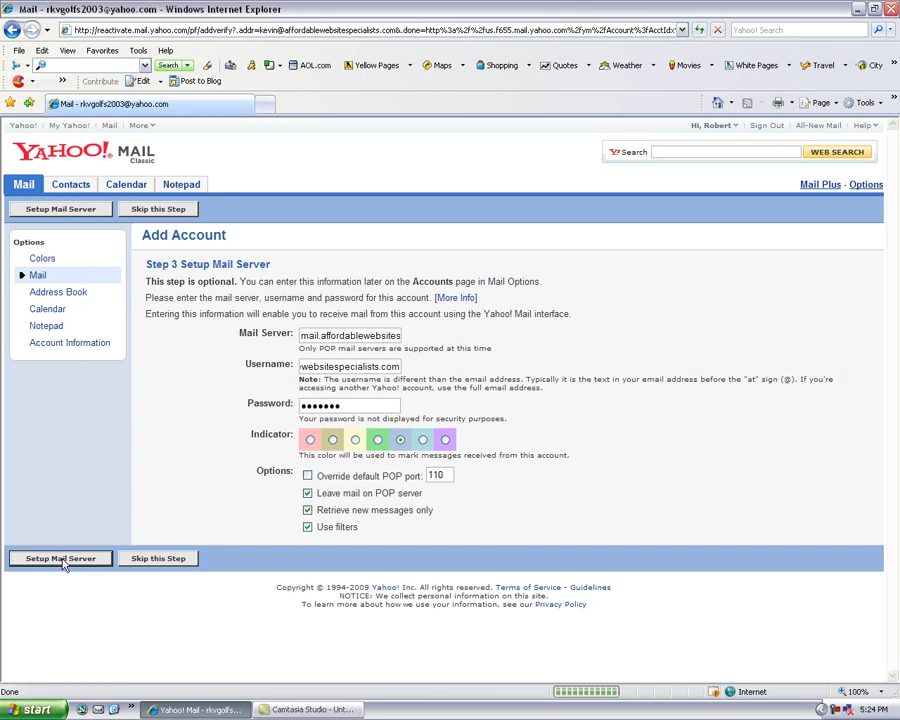 Mail - rkvgolfs2003@yahoo.com - Windows Internet Explorer
http://reactivate.mail.yahoo.com/pf/addverify?.addr=kevin@affordablewebsitespecialists.com&.done=http%3a%2f%2fus.f655.mail.yahoo.com%2fym%2fAccount%3FAcctIdx
Yahoo! Search
File Edit View Favorites Tools Help
Search AOL.com Yellow Pages Maps Shopping Quotes Weather Movies White Pages Travel City
Contribute Edit Post to Blog
Mail - rkvgolfs2003@yahoo.com
Page Tools
Yahoo! My Yahoo! Mail More Hi, Robert Sign Out All-New Mail Help
YAHOO! MAIL
Classic
Y! Search WEB SEARCH
Mail Contacts Calendar Notepad
Mail Plus - Options
Setup Mail Server Skip this Step
Options
Colors
Mail
Address Book
Calendar
Notepad
Account Information
Add Account
Step 3 Setup Mail Server
This step is optional. You can enter this information later on the Accounts page in Mail Options.
Please enter the mail server, username and password for this account. [More Info]
Entering this information will enable you to receive mail from this account using the Yahoo! Mail interface.
Mail Server: mail.affordablewebsites
Only POP mail servers are supported at this time
Username: websitespecialists.com
Note: The username is different than the email address. Typically it is the text in your email address before the "at" sign (@). If you're
accessing another Yahoo! account, use the full email address.
Password: •••••••
Your password is not displayed for security purposes.
Indicator:
This color will be used to mark messages received from this account.
Options: Override default POP port: 110
Leave mail on POP server
Retrieve new messages only
Use filters
Setup Mail Server Skip this Step
Copyright © 1994-2009 Yahoo! Inc. All rights reserved. Terms of Service - Guidelines
NOTICE: We collect personal information on this site.
To learn more about how we use your information, see our Privacy Policy
Done Internet 100%
start Yahoo! Mail - rkvgolfs... Camtasia Studio - Unt... 5:24 PM